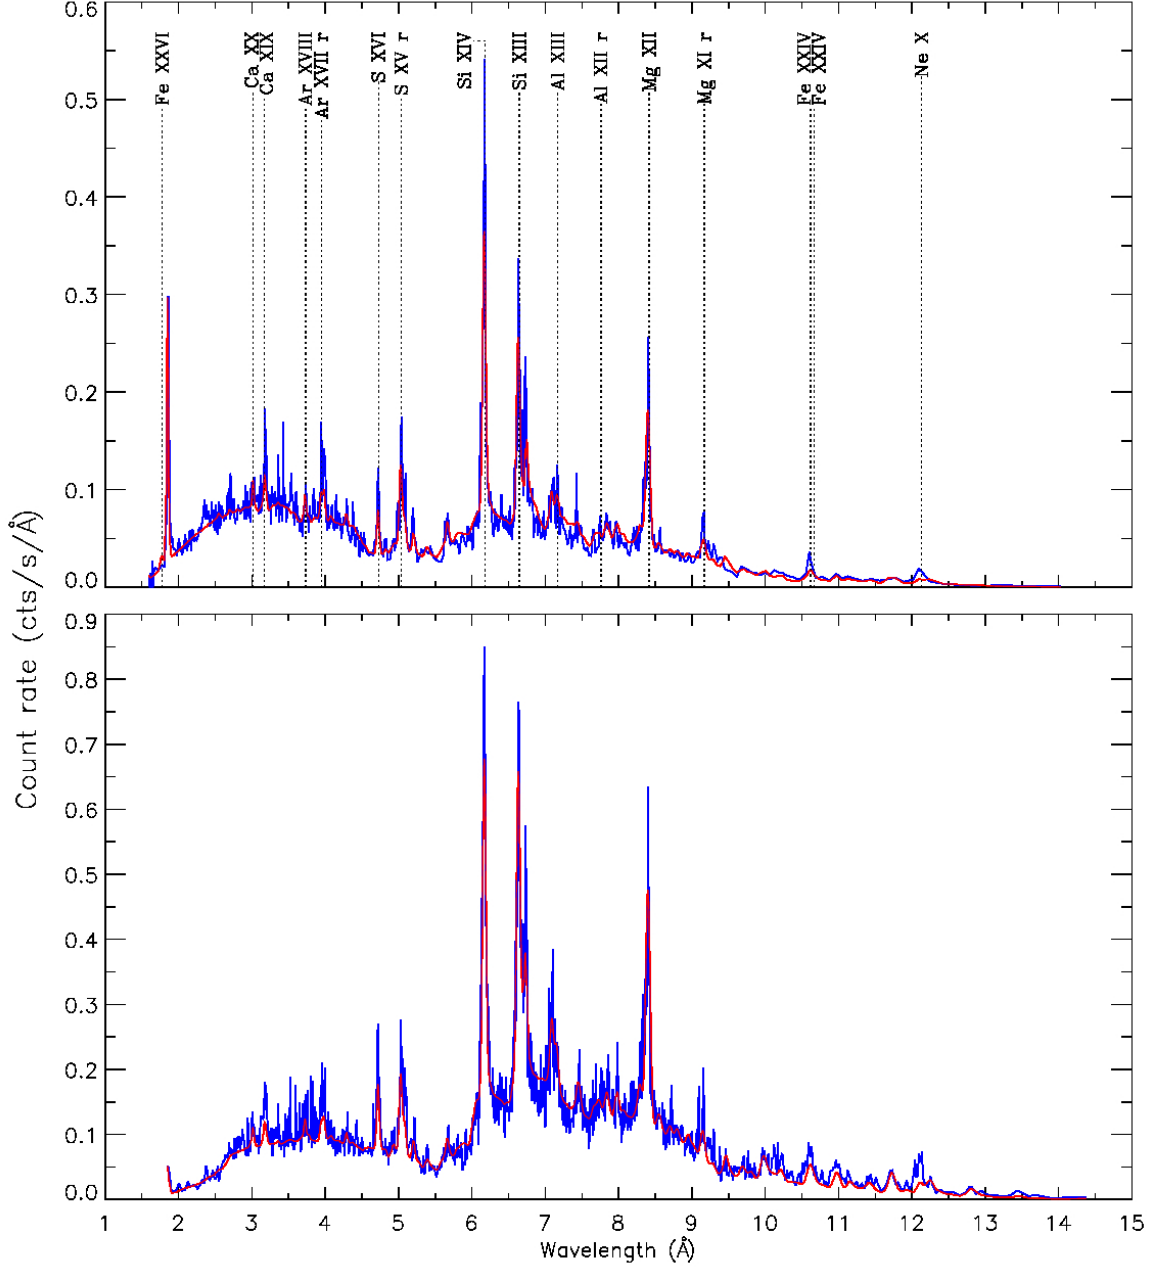 0.6
0.5
0.4
0.3
0.2
0.1
0.0
Fe XXVI
Ca XX
Ca XIX
Ar XVIII
Ar XVII r
S XVI
S XV r
Si XIV
Si XIII
Al XIII
Al XII r
Mg XII
Mg XI r
Fe XXIV
Fe XXIV
Ne X
Count rate (cts/s/Å)
0.9
0.8
0.7
0.6
0.5
0.4
0.3
0.2
0.1
0.0
1 2 3 4 5 6 7 8 9 10 11 12 13 14 15
Wavelength (Å)